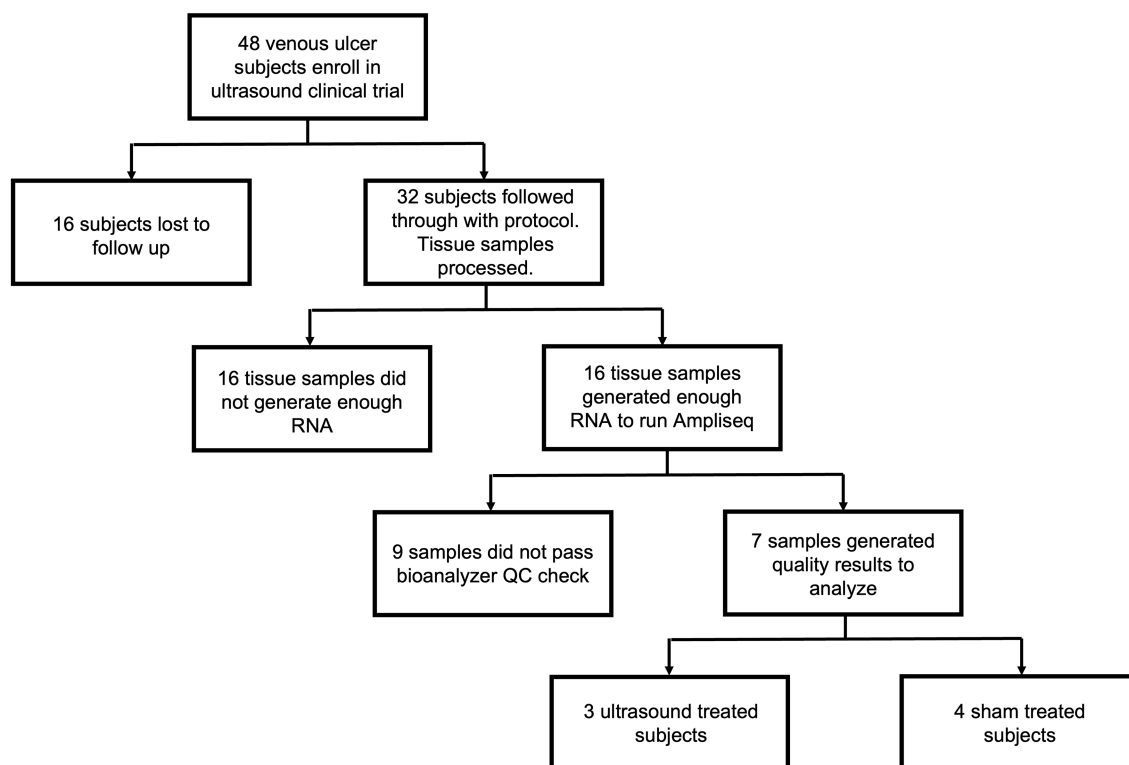 48 venous ulcer
subjects enroll in
ultrasound clinical trial
16 subjects lost to
follow up
32 subjects followed
through with protocol.
Tissue samples
processed.
16 tissue samples did
not generate enough
RNA
16 tissue samples
generated enough
RNA to run Ampliseq
9 samples did not pass
bioanalyzer QC check
7 samples generated
quality results to
analyze
3 ultrasound treated
subjects
4 sham treated
subjects